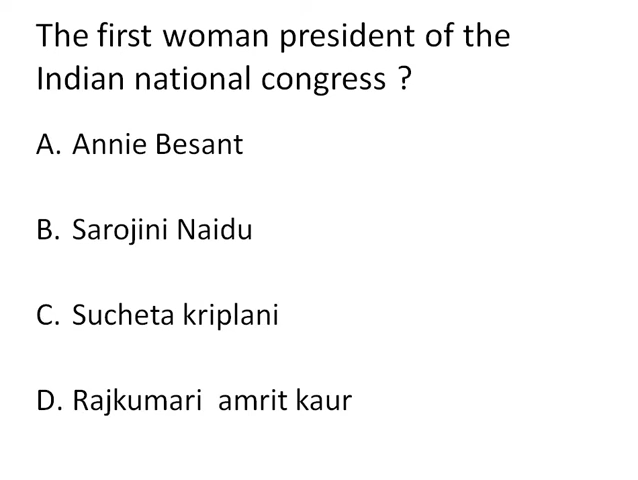 The first woman president of the
Indian national congress ?
A. Annie Besant
B. Sarojini Naidu
C. Sucheta kriplani
D. Rajkumari  amrit kaur